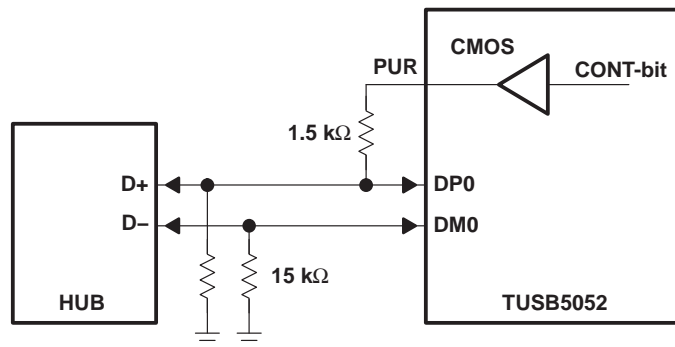 CMOS
PUR
CONT-bit
1.5 kΩ
D+
DP0
D–
DM0
15 kΩ
HUB
TUSB5052